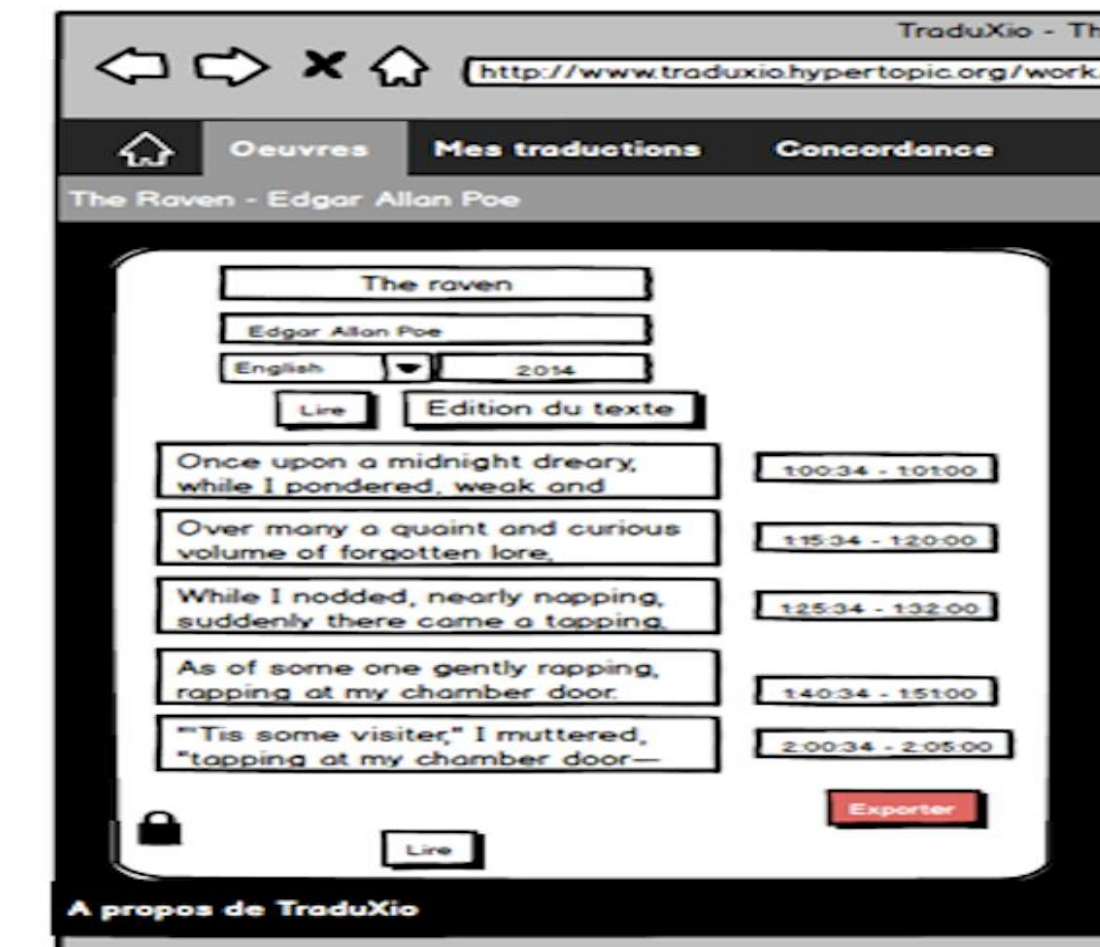 TraduXio - Th
http://www.traduxio.hypertopic.org/work.
Oeuvres Mes traductions Concordance
The Raven - Edgar Allan Poe
The raven
Edgar Allan Poe
English 2014
Lire Edition du texte
Once upon a midnight dreary, 1:00:34 - 1:01:00
while I pondered, weak and
Over many a quaint and curious 1:15:34 - 1:20:00
volume of forgotten lore,
While I nodded, nearly napping, 1:25:34 - 1:32:00
suddenly there came a tapping,
As of some one gently rapping,
rapping at my chamber door. 1:40:34 - 1:51:00
"'Tis some visiter," I muttered, 2:00:34 - 2:05:00
"tapping at my chamber door—
Exporter
Lire
A propos de TraduXio